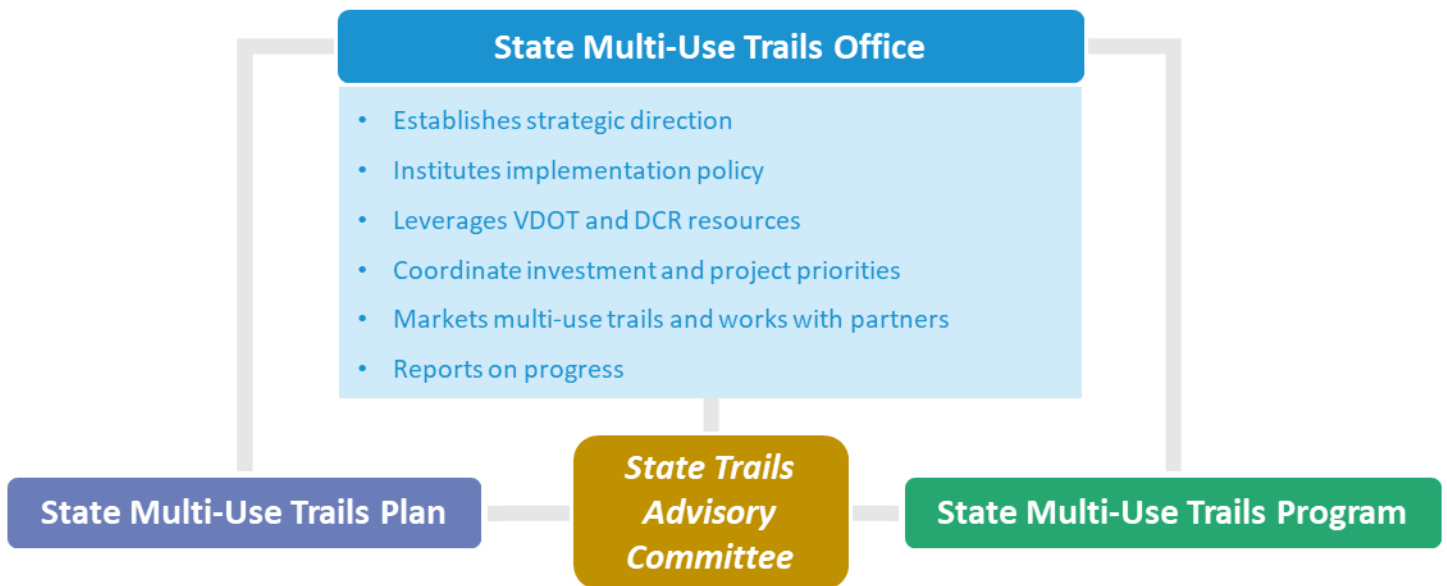 State Multi-Use Trails Office
• Establishes strategic direction
• Institutes implementation policy
• Leverages VDOT and DCR resources
• Coordinate investment and project priorities
• Markets multi-use trails and works with partners
• Reports on progress
State Multi-Use Trails Plan
State Trails
Advisory
Committee
State Multi-Use Trails Program